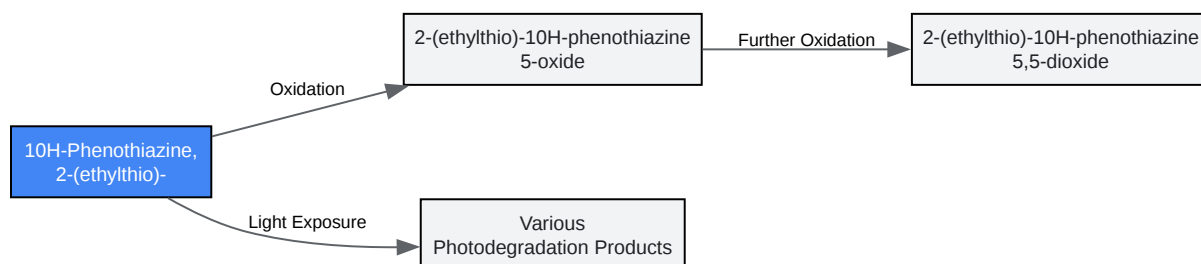 2-(ethylthio)-10H-phenothiazine
5-oxide
Further Oxidation
2-(ethylthio)-10H-phenothiazine
5,5-dioxide
Oxidation
10H-Phenothiazine,
2-(ethylthio)-
Light Exposure
Various
Photodegradation Products